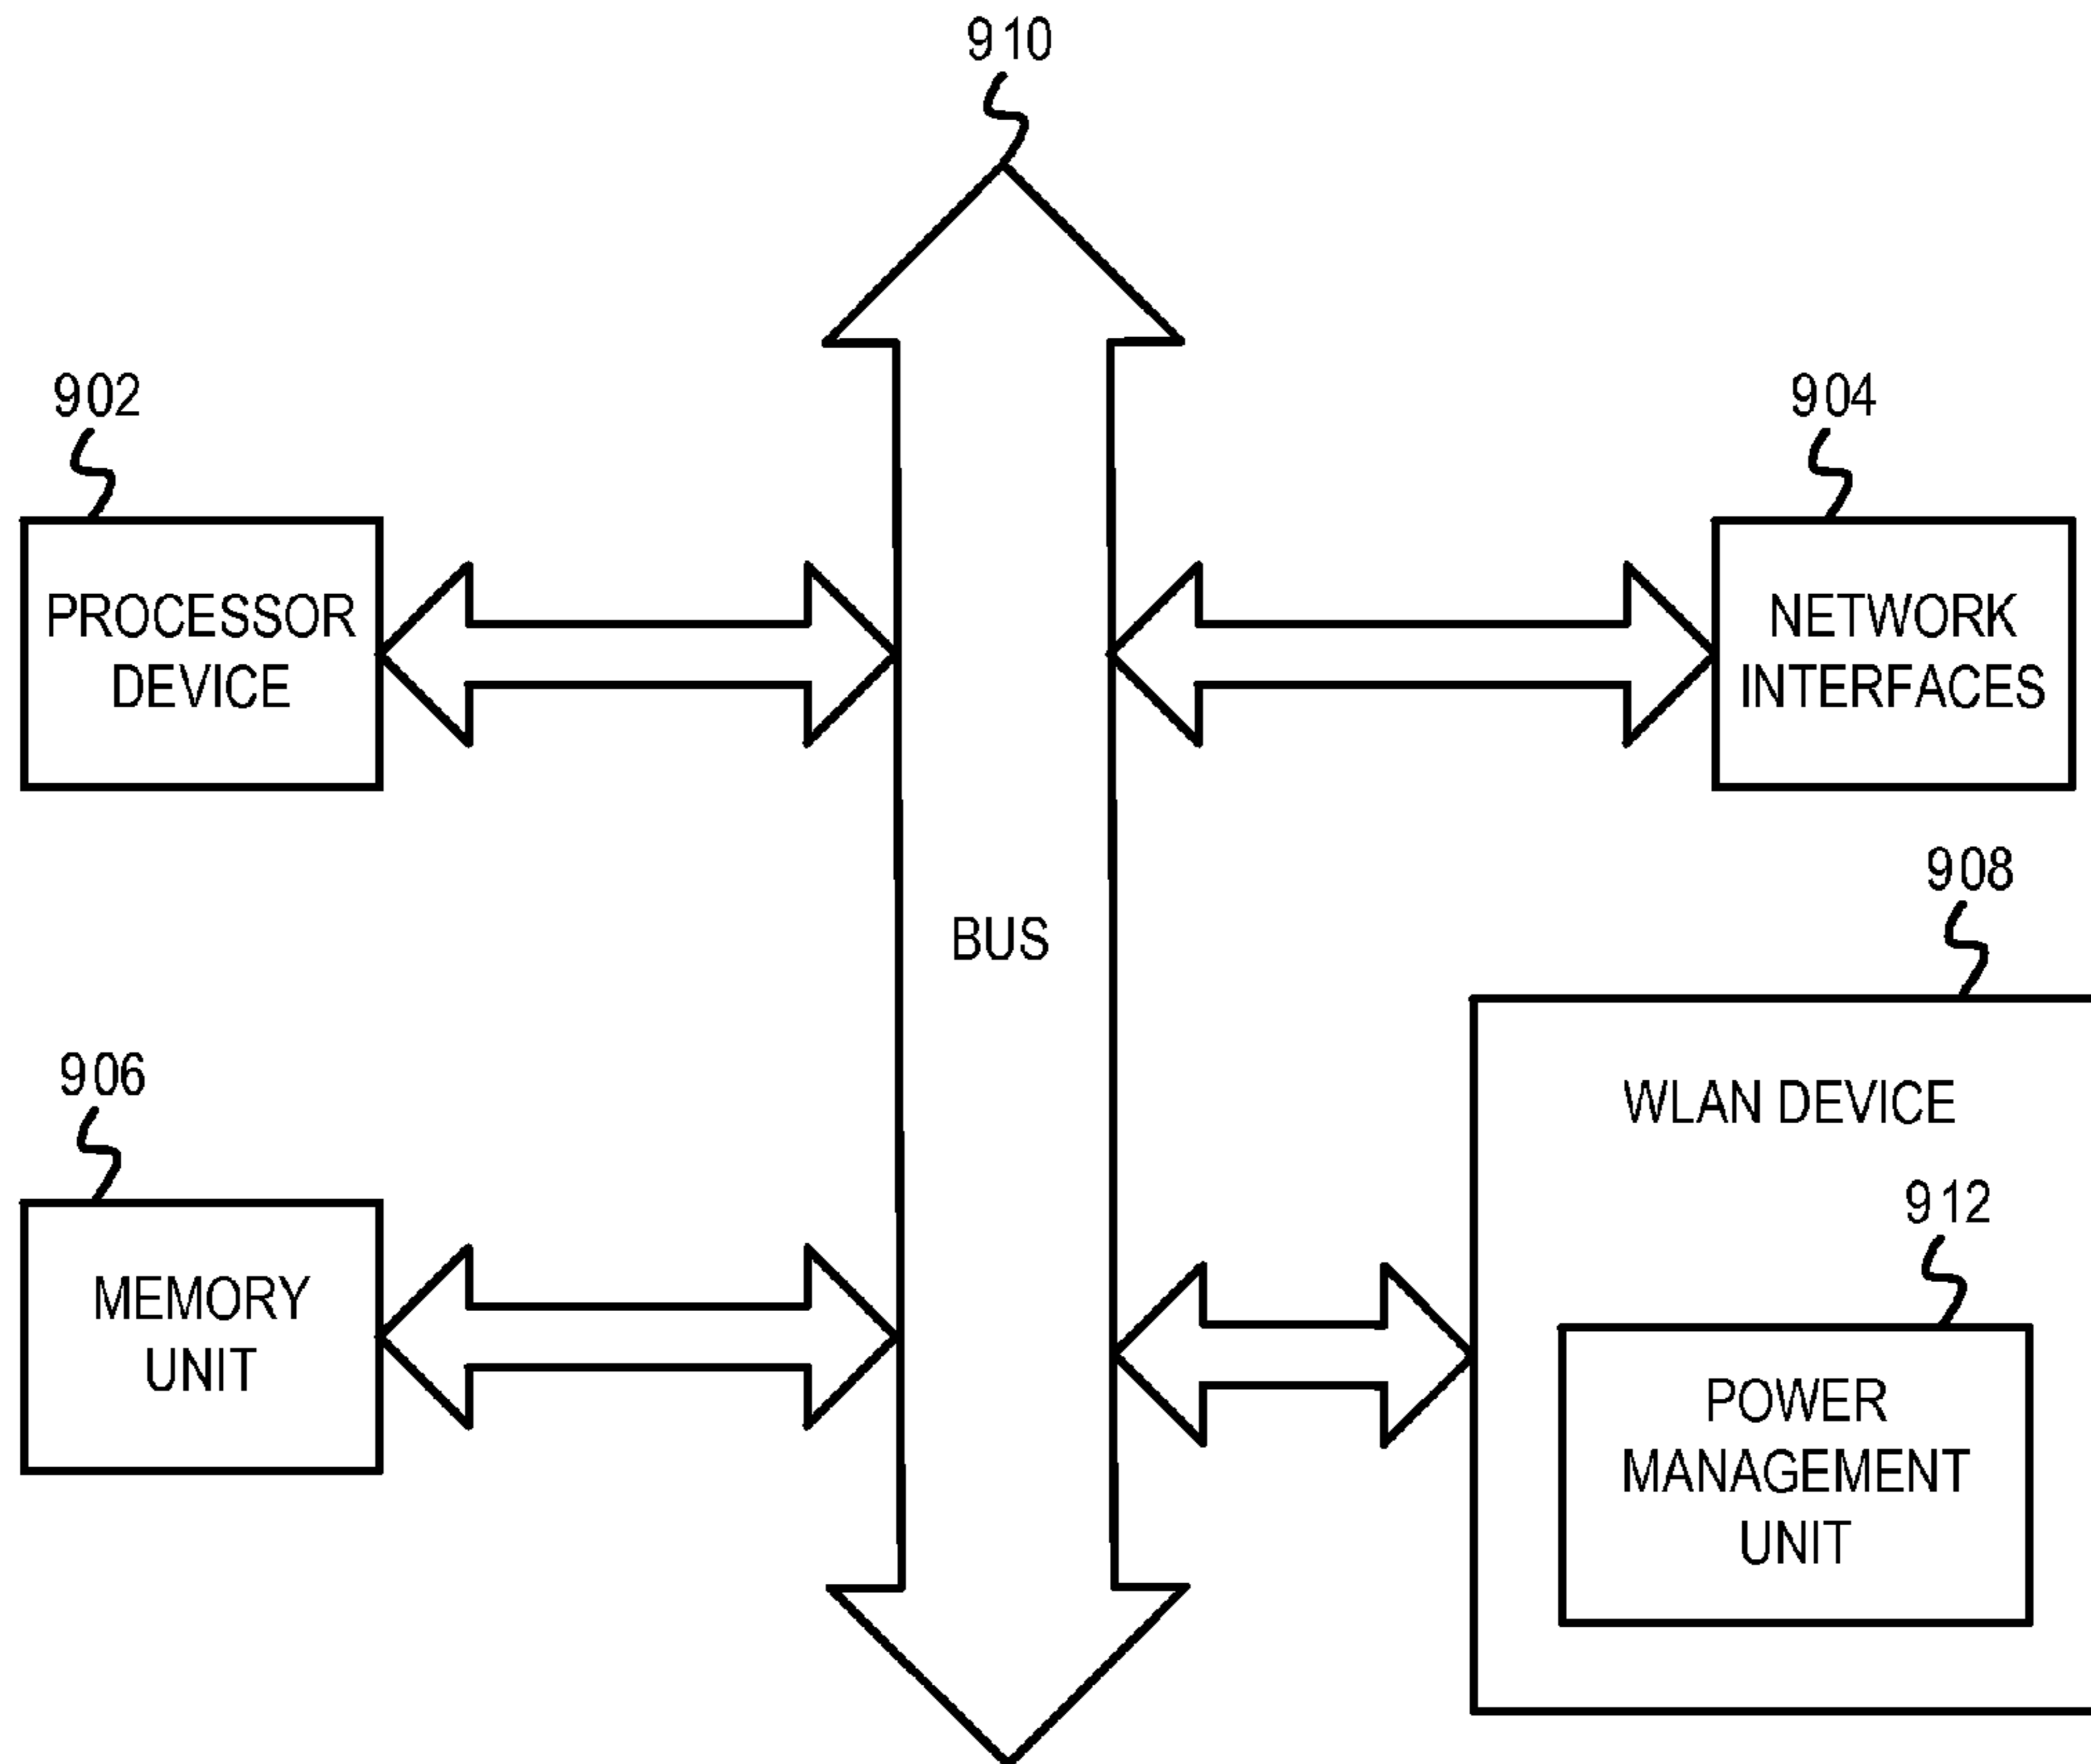 910
902
PROCESSOR
DEVICE
904
NETWORK
INTERFACES
BUS
906
MEMORY
UNIT
908
WLAN DEVICE
912
POWER
MANAGEMENT
UNIT